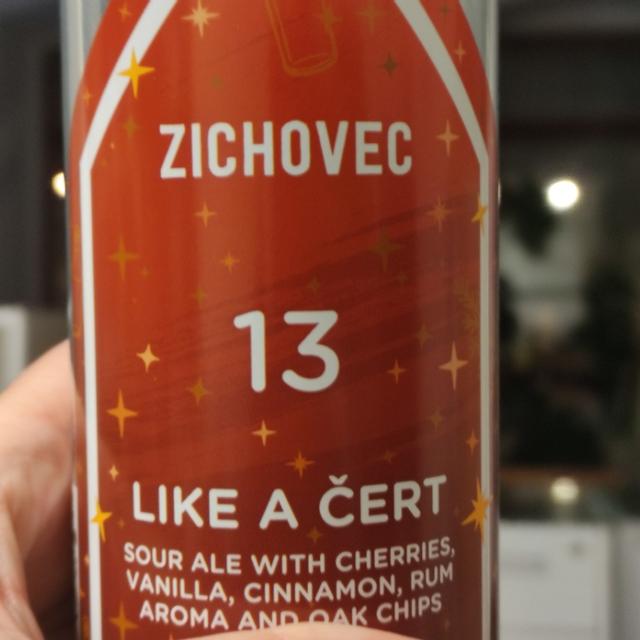 ZICHOVEC
13
LIKE A ČERT
SOUR ALE WITH CHERRIES,
VANILLA, CINNAMON, RUM
AROMA AND OAK CHIPS